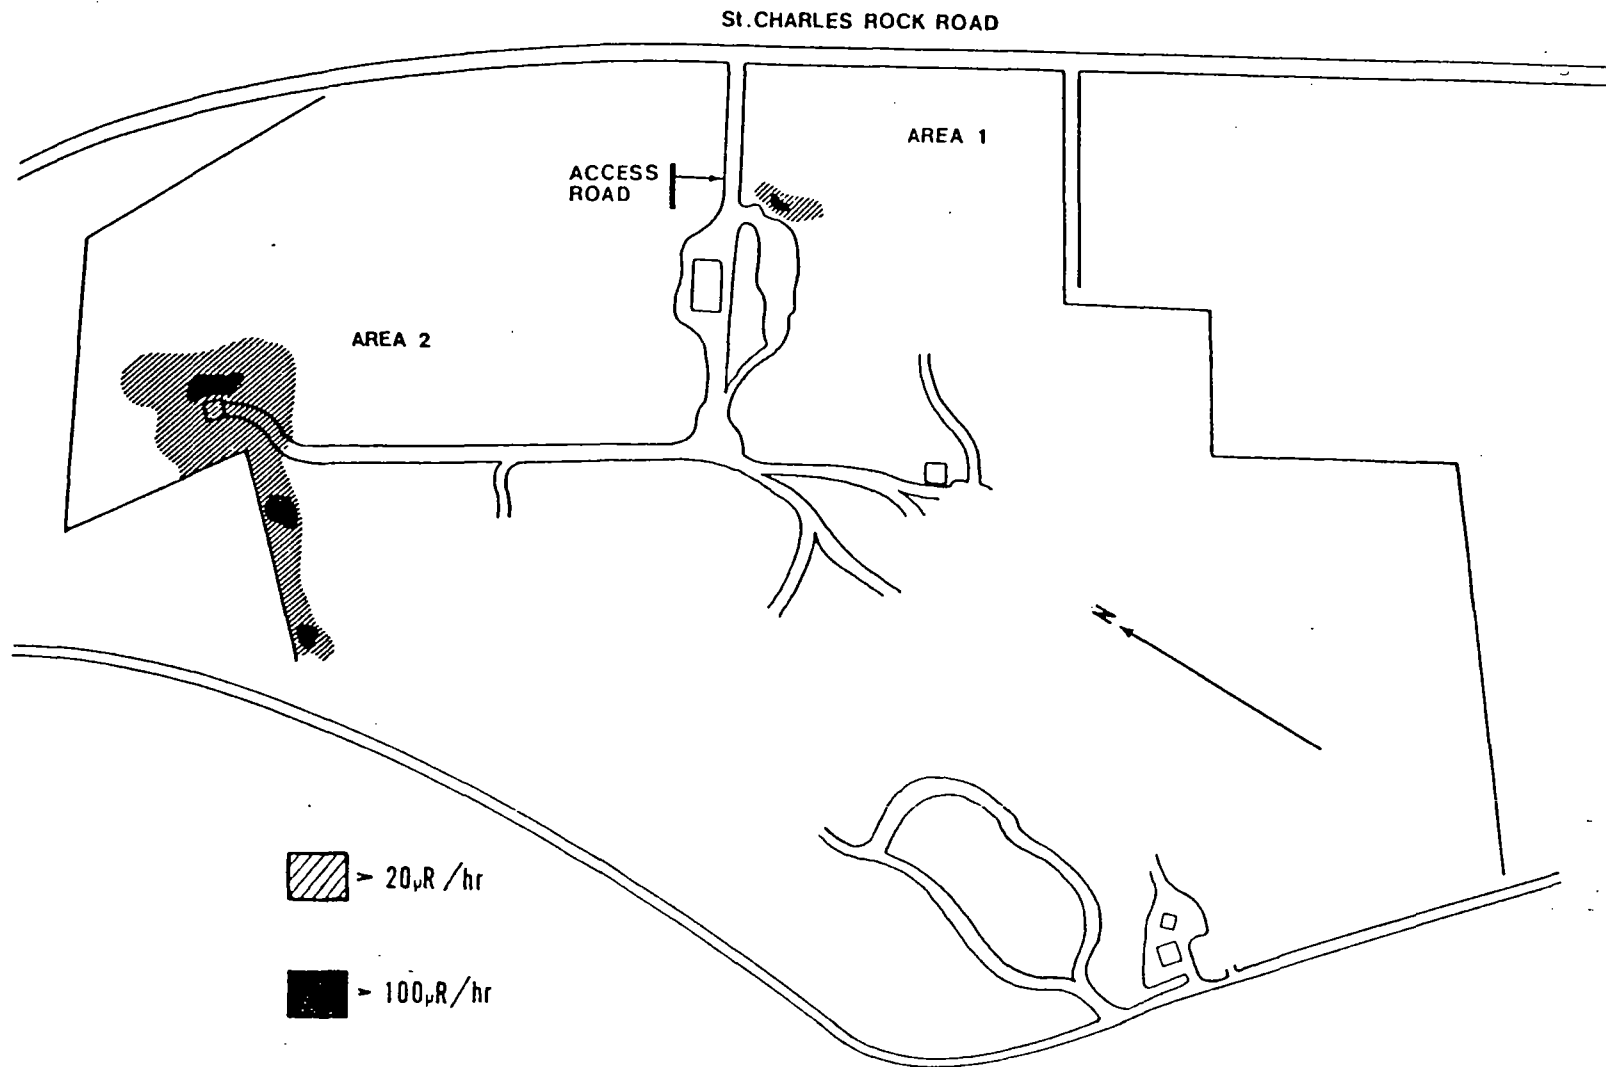 St.CHARLES ROCK ROAD
AREA 1
ACCESS
ROAD
AREA 2
N
> 20μR/hr
> 100μR/hr